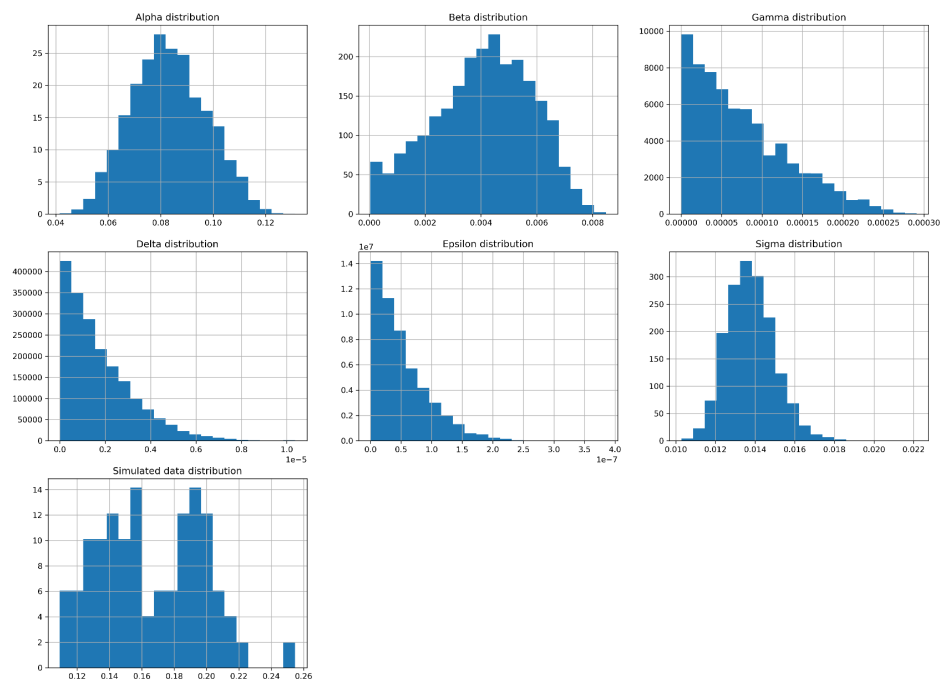 Alpha distribution
25
20
15
10
5
0
0.04 0.06 0.08 0.10 0.12
Beta distribution
200
150
100
50
0
0.000 0.002 0.004 0.006 0.008
Gamma distribution
10000
8000
6000
4000
2000
0
0.00000 0.00005 0.00010 0.00015 0.00020 0.00025 0.00030
Delta distribution
400000
350000
300000
250000
200000
150000
100000
50000
0
0.0 0.2 0.4 0.6 0.8 1.0
1e−5
Epsilon distribution
1e7
1.4
1.2
1.0
0.8
0.6
0.4
0.2
0.0
0.0 0.5 1.0 1.5 2.0 2.5 3.0 3.5 4.0
1e−7
Sigma distribution
300
250
200
150
100
50
0
0.010 0.012 0.014 0.016 0.018 0.020 0.022
Simulated data distribution
14
12
10
8
6
4
2
0
0.12 0.14 0.16 0.18 0.20 0.22 0.24 0.26